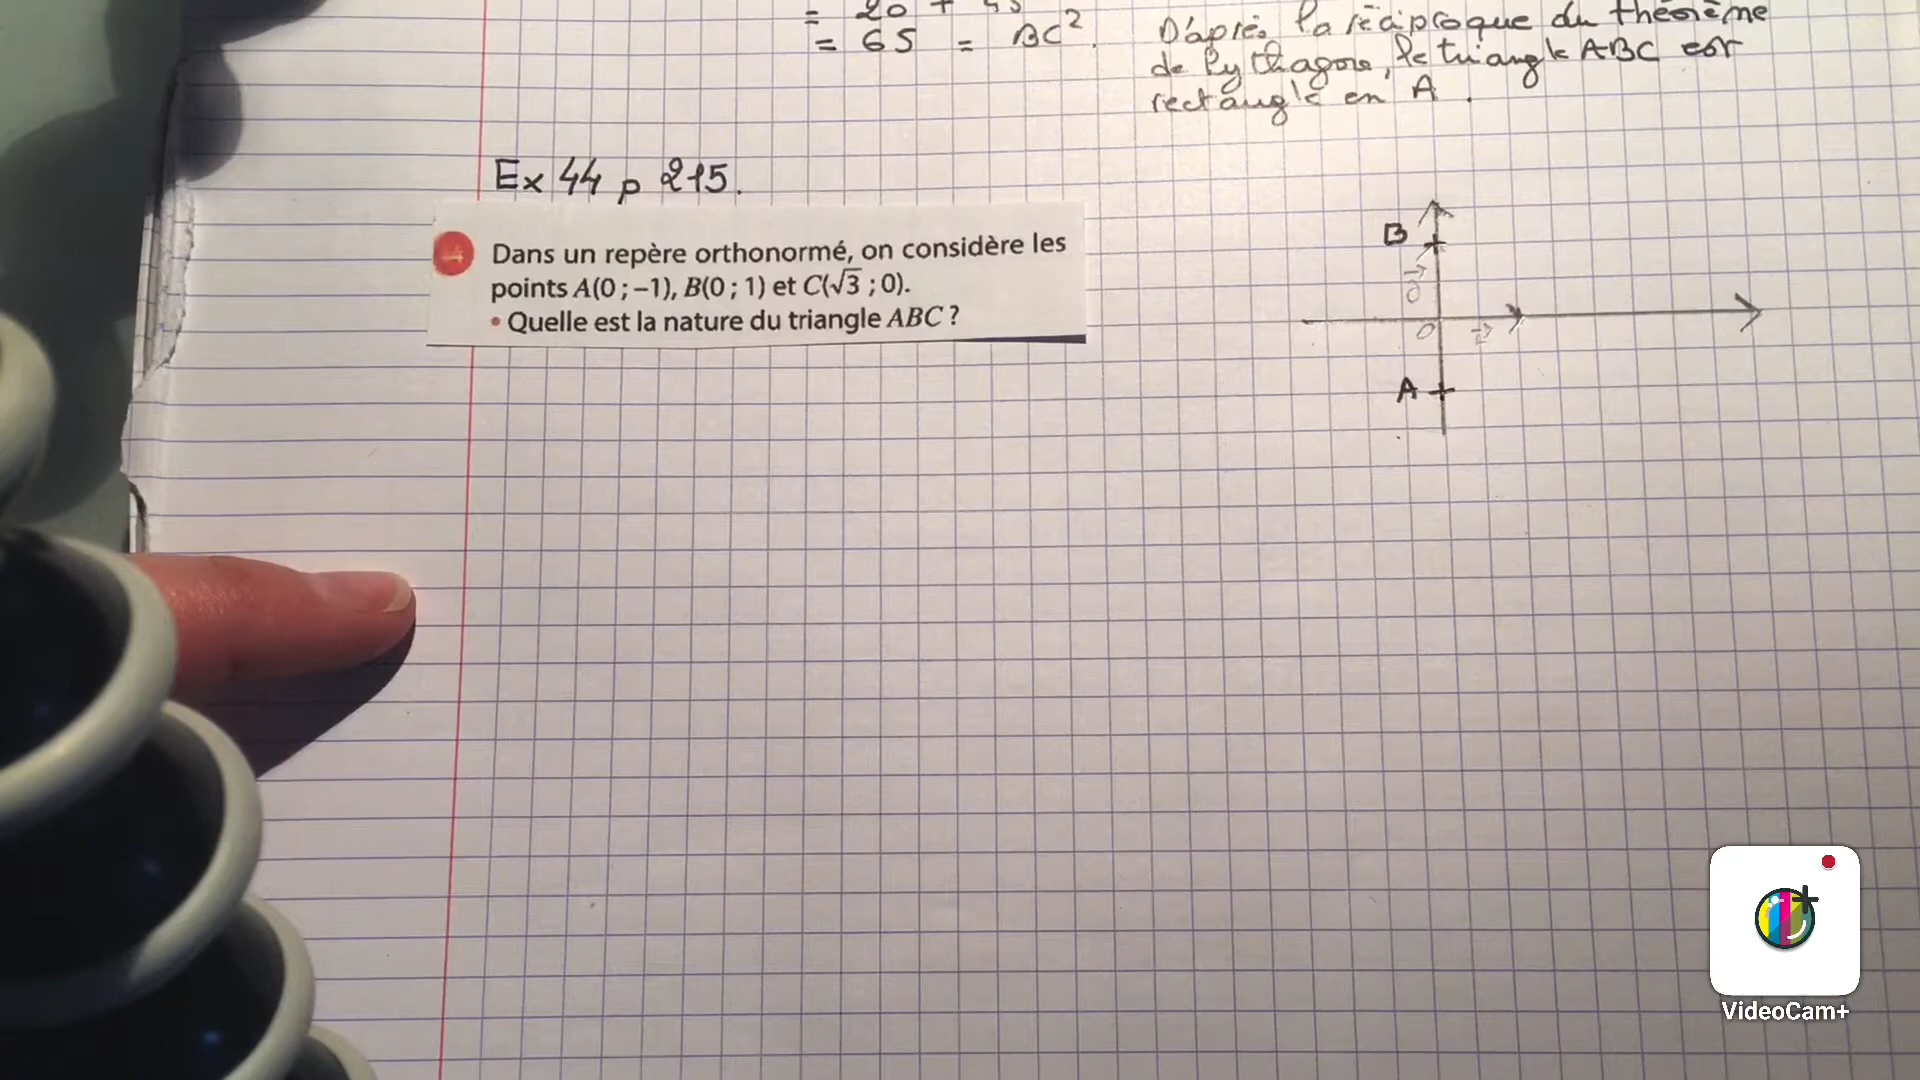 = 20 +
= 65 = BC².
D'après la réciproque du théorème
de Pythagore, le triangle ABC est
rectangle en A.
Ex 44 p 215.
Dans un repère orthonormé, on considère les
points A(0 ; −1), B(0 ; 1) et C(√3 ; 0).
• Quelle est la nature du triangle ABC ?
B
O
A
VideoCam+